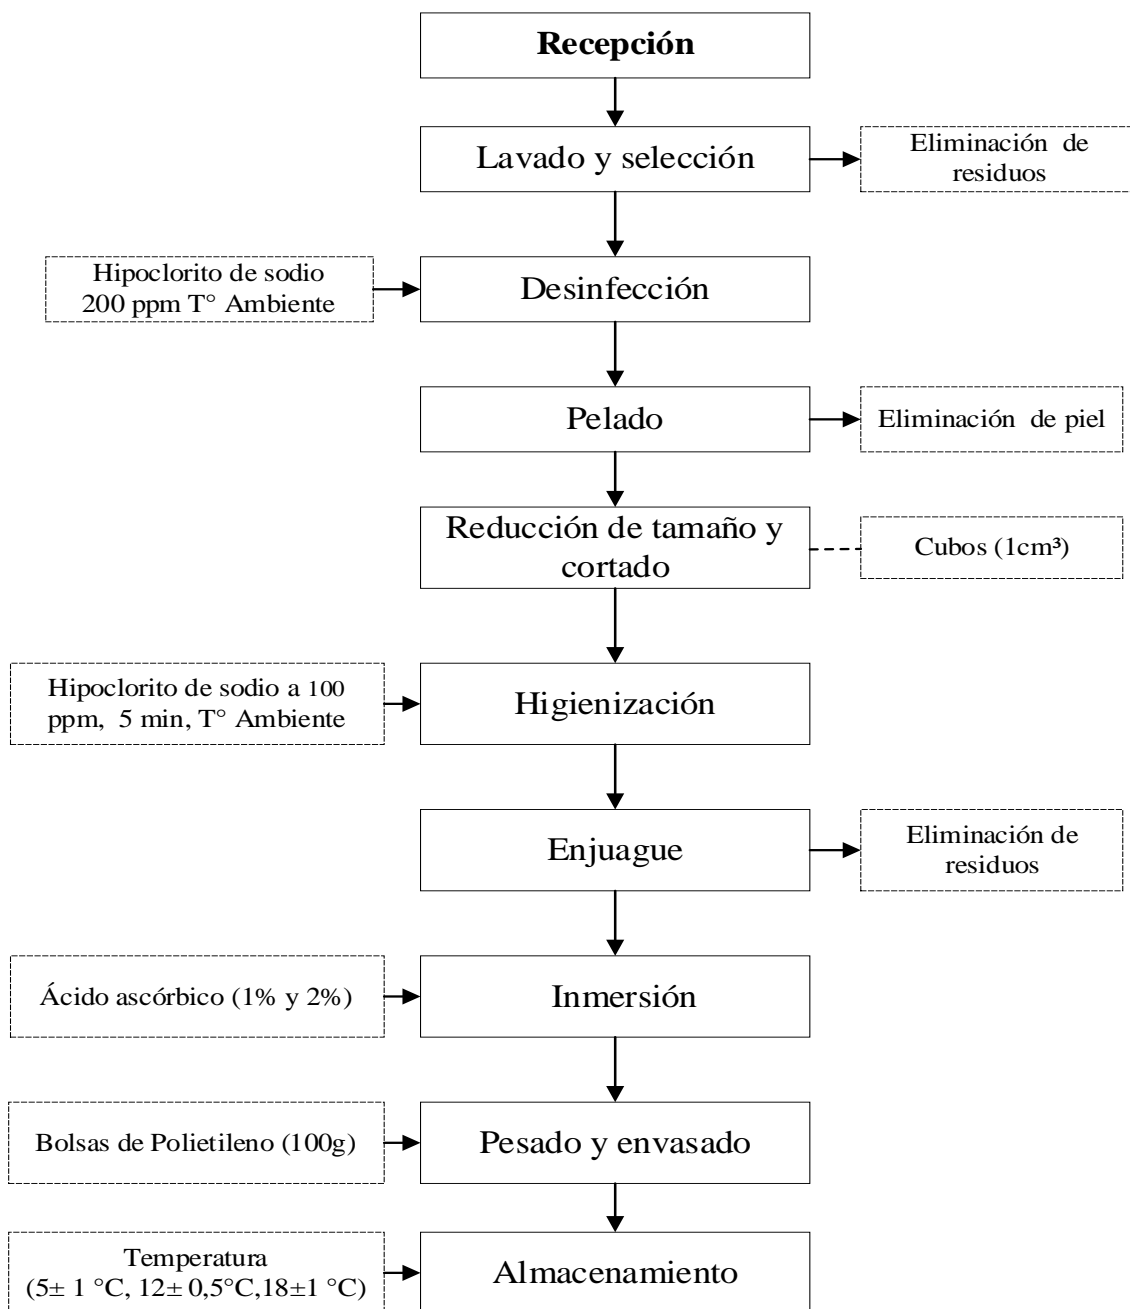 Recepción
Lavado y selección
Eliminación de
residuos
Hipoclorito de sodio
200 ppm T° Ambiente
Desinfección
Pelado
Eliminación de piel
Reducción de tamaño y
cortado
Cubos (1cm³)
Hipoclorito de sodio a 100
ppm, 5 min, T° Ambiente
Higienización
Enjuague
Eliminación de
residuos
Ácido ascórbico (1% y 2%)
Inmersión
Bolsas de Polietileno (100g)
Pesado y envasado
Temperatura
(5± 1 °C, 12± 0,5°C,18±1 °C)
Almacenamiento